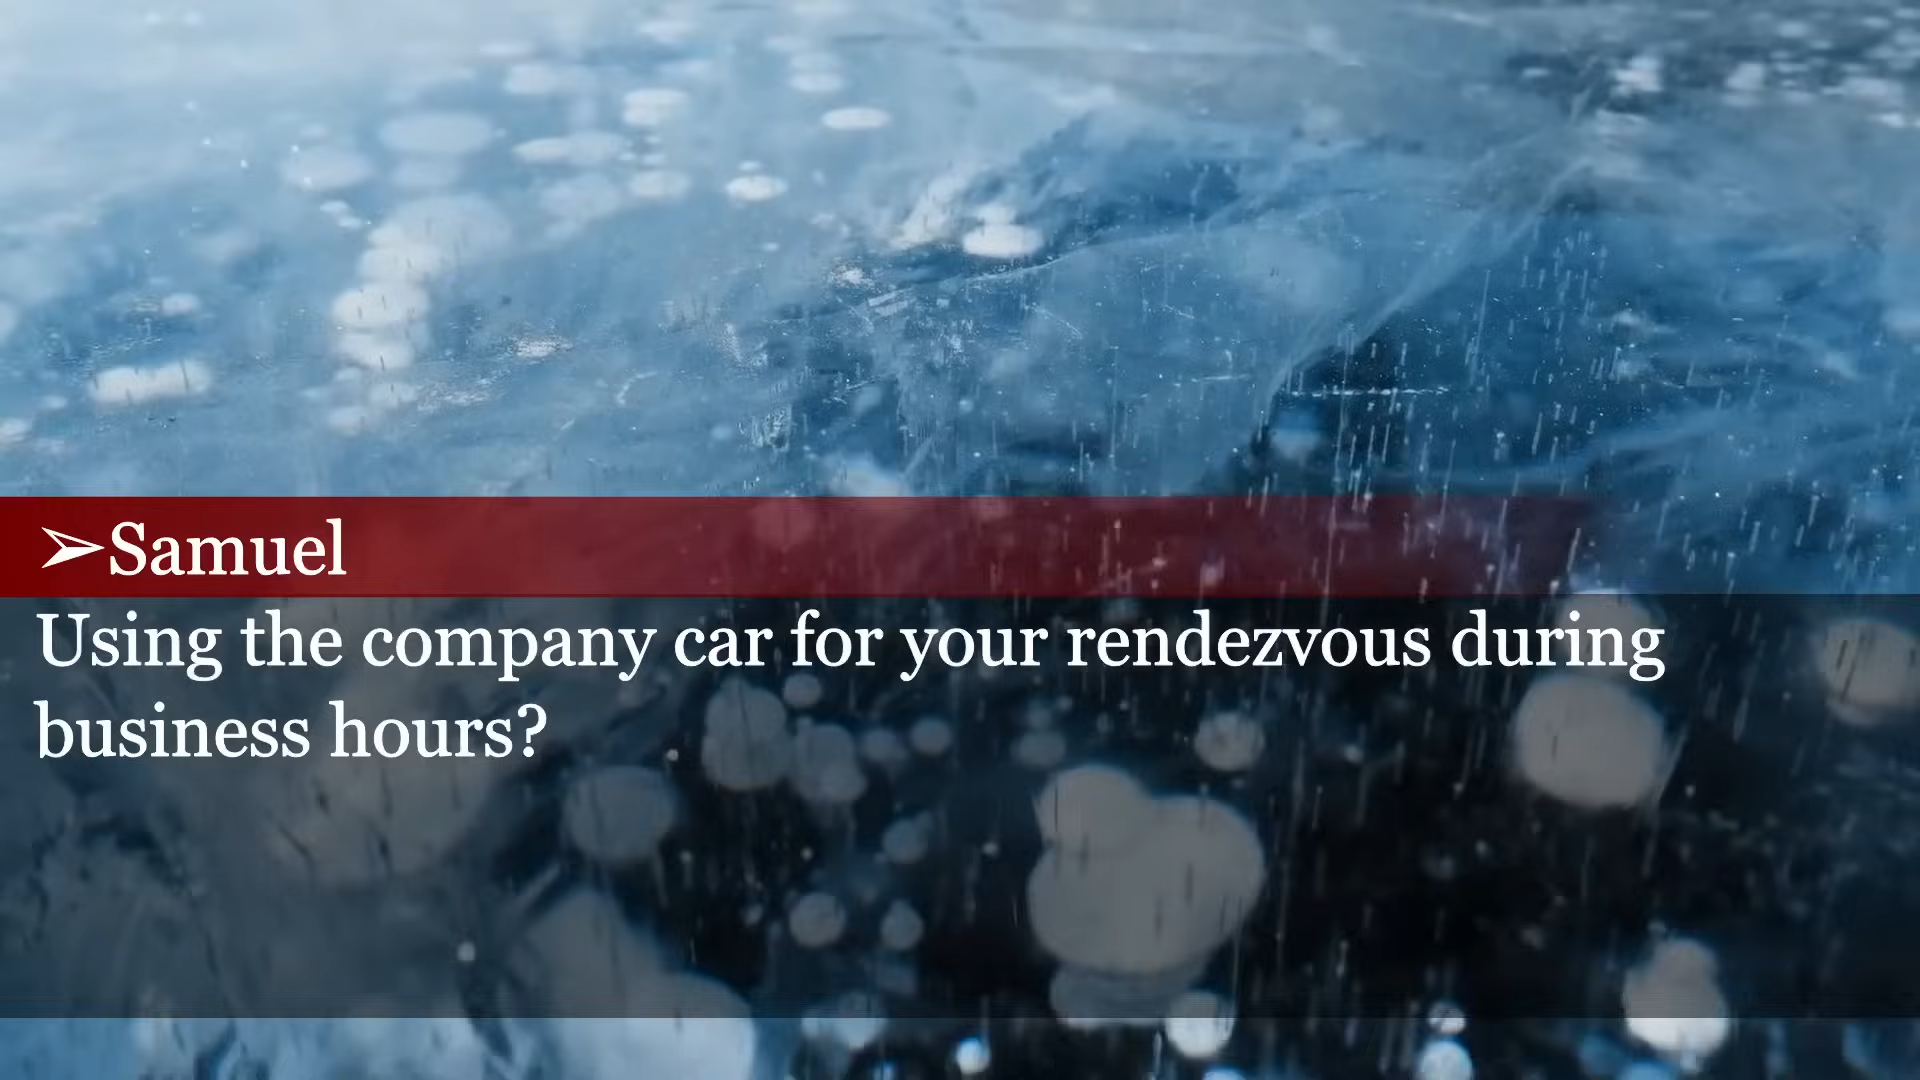 ➢Samuel
Using the company car for your rendezvous during
business hours?